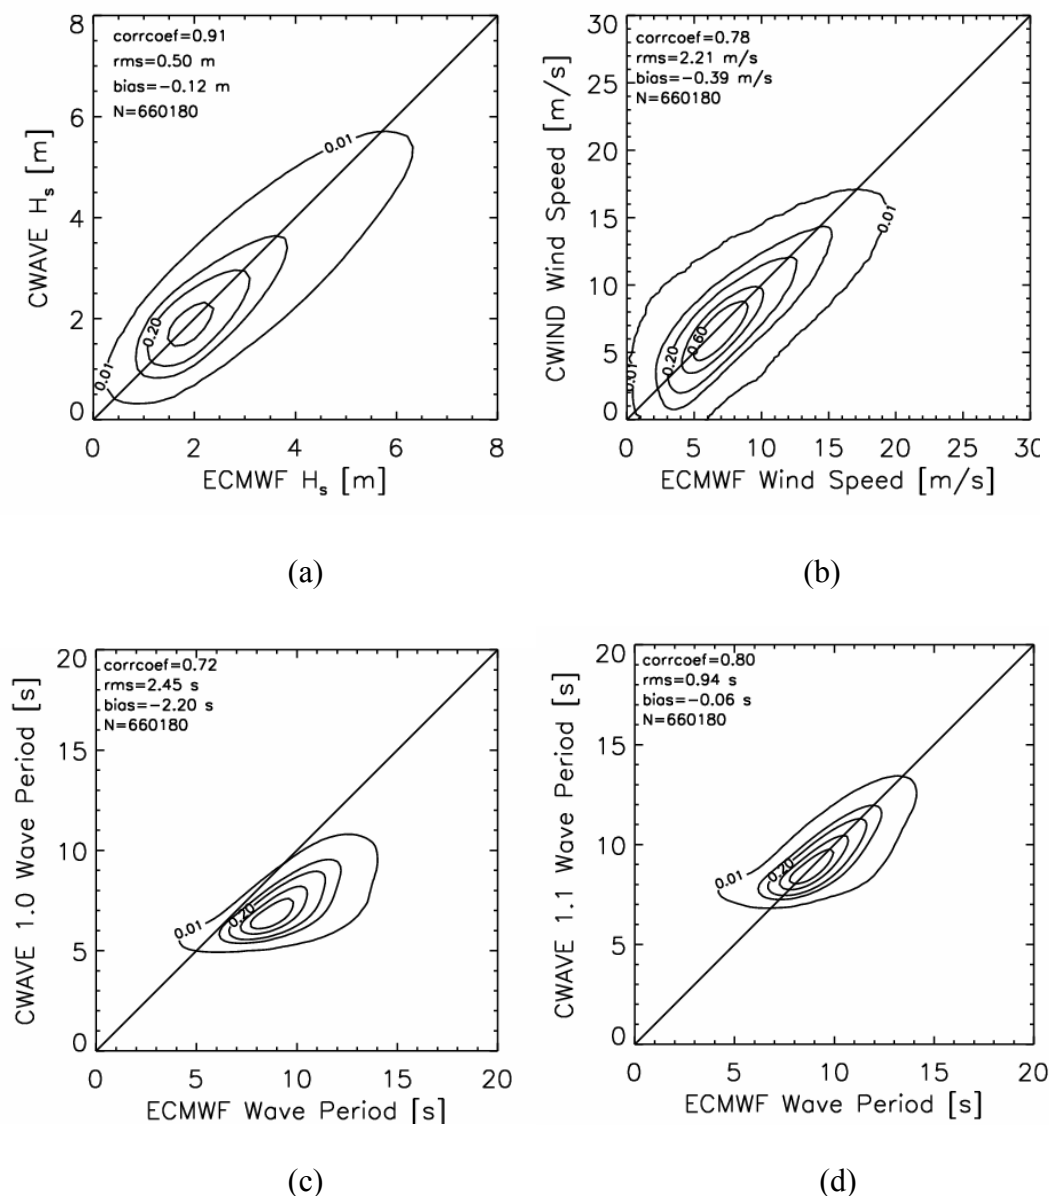 8
6
4
2
0
CWAVE Hs [m]
corrcoef=0.91
rms=0.50 m
bias=-0.12 m
N=660180
0.01
0.20
0.01
0 2 4 6 8
ECMWF Hs [m]
(a)
30
25
20
15
10
5
0
CWIND Wind Speed [m/s]
corrcoef=0.78
rms=2.21 m/s
bias=-0.39 m/s
N=660180
0.01
0.60
0.20
0.01
0 5 10 15 20 25 30
ECMWF Wind Speed [m/s]
(b)
20
15
10
5
0
CWAVE 1.0 Wave Period [s]
corrcoef=0.72
rms=2.45 s
bias=-2.20 s
N=660180
0.01
0.20
0 5 10 15 20
ECMWF Wave Period [s]
(c)
20
15
10
5
0
CWAVE 1.1 Wave Period [s]
corrcoef=0.80
rms=0.94 s
bias=-0.06 s
N=660180
0.01
0.20
0 5 10 15 20
ECMWF Wave Period [s]
(d)